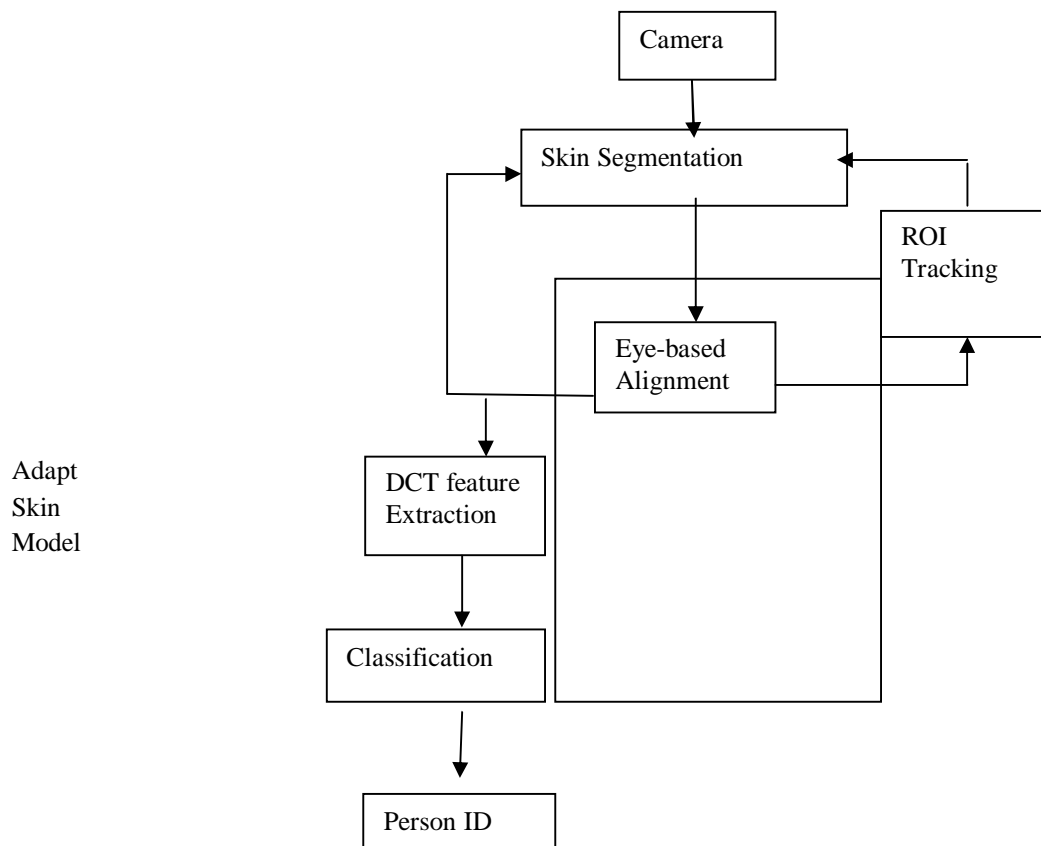 Camera
Skin Segmentation
ROI
Tracking
Eye-based
Alignment
Adapt
Skin
Model
DCT feature
Extraction
Classification
Person ID